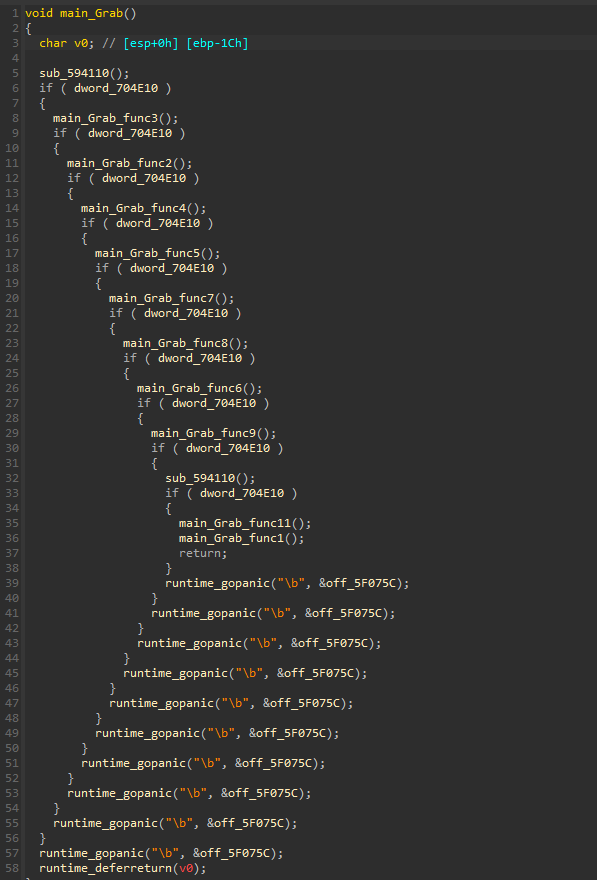 1 void main_Grab()
2 {
3 char v0; // [esp+0h] [ebp-1Ch]
4
5 sub_594110();
6 if ( dword_704E10 )
7 {
8 main_Grab_func3();
9 if ( dword_704E10 )
10 {
11 main_Grab_func2();
12 if ( dword_704E10 )
13 {
14 main_Grab_func4();
15 if ( dword_704E10 )
16 {
17 main_Grab_func5();
18 if ( dword_704E10 )
19 {
20 main_Grab_func7();
21 if ( dword_704E10 )
22 {
23 main_Grab_func8();
24 if ( dword_704E10 )
25 {
26 main_Grab_func6();
27 if ( dword_704E10 )
28 {
29 main_Grab_func9();
30 if ( dword_704E10 )
31 {
32 sub_594110();
33 if ( dword_704E10 )
34 {
35 main_Grab_func11();
36 main_Grab_func1();
37 return;
38 }
39 runtime_gopanic("\b", &off_5F075C);
40 }
41 runtime_gopanic("\b", &off_5F075C);
42 }
43 runtime_gopanic("\b", &off_5F075C);
44 }
45 runtime_gopanic("\b", &off_5F075C);
46 }
47 runtime_gopanic("\b", &off_5F075C);
48 }
49 runtime_gopanic("\b", &off_5F075C);
50 }
51 runtime_gopanic("\b", &off_5F075C);
52 }
53 runtime_gopanic("\b", &off_5F075C);
54 }
55 runtime_gopanic("\b", &off_5F075C);
56 }
57 runtime_gopanic("\b", &off_5F075C);
58 runtime_deferreturn(v0);